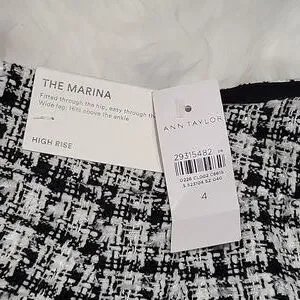 THE MARINA
Fitted through the hip, easy through th
Wide leg: Hits above the ankle
HIGH RISE
ANN TAYLOR
29315482
4